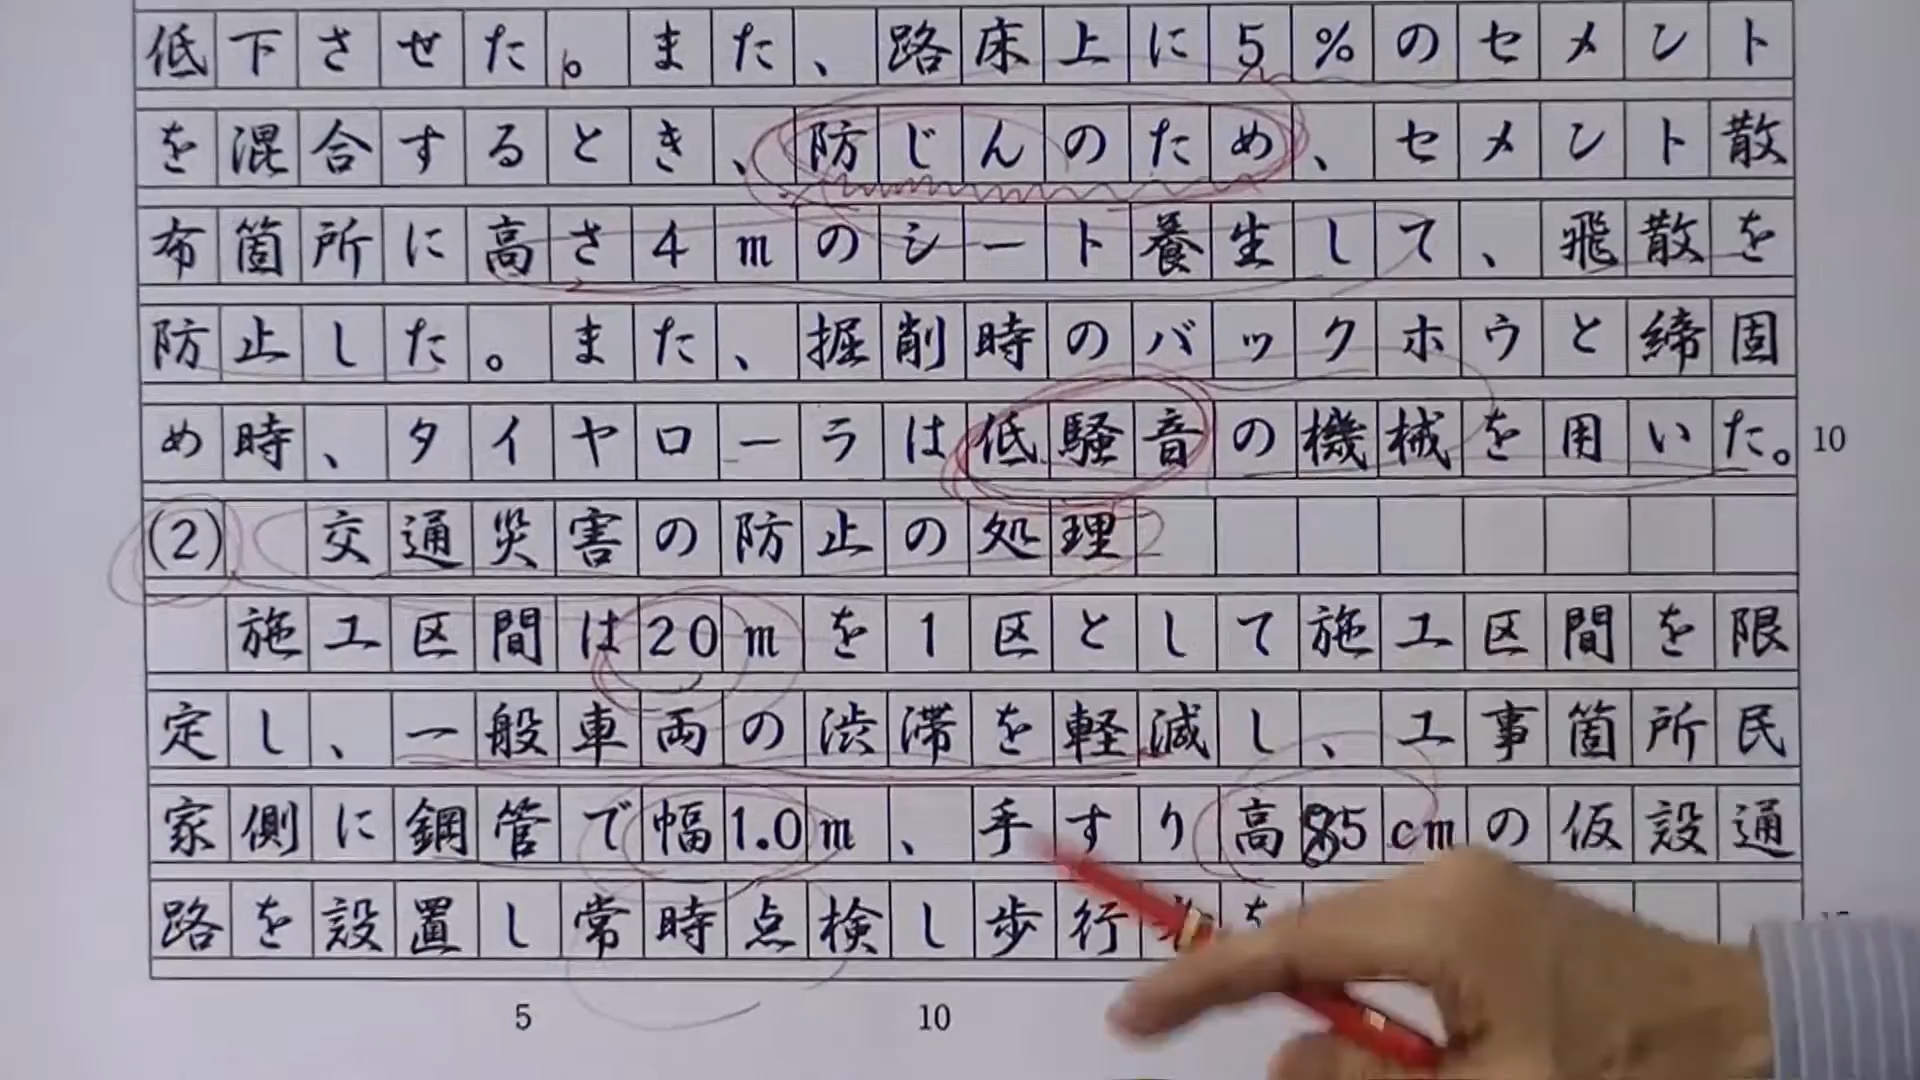 低下させた。また、路床上に5%のセメント
を混合するとき、防じんのため、セメント散
布箇所に高さ4mのシート養生して、飛散を
防止した。また、掘削時のバックホウと締固
め時、タイヤローラは低騒音の機械を用いた。
10
(2) 交通災害の防止の処理
施工区間は20mを1区として施工区間を限
定し、一般車両の渋滞を軽減し、工事箇所民
家側に鋼管で幅1.0m、手すり高85cmの仮設通
路を設置し常時点検し歩行 を
5 10